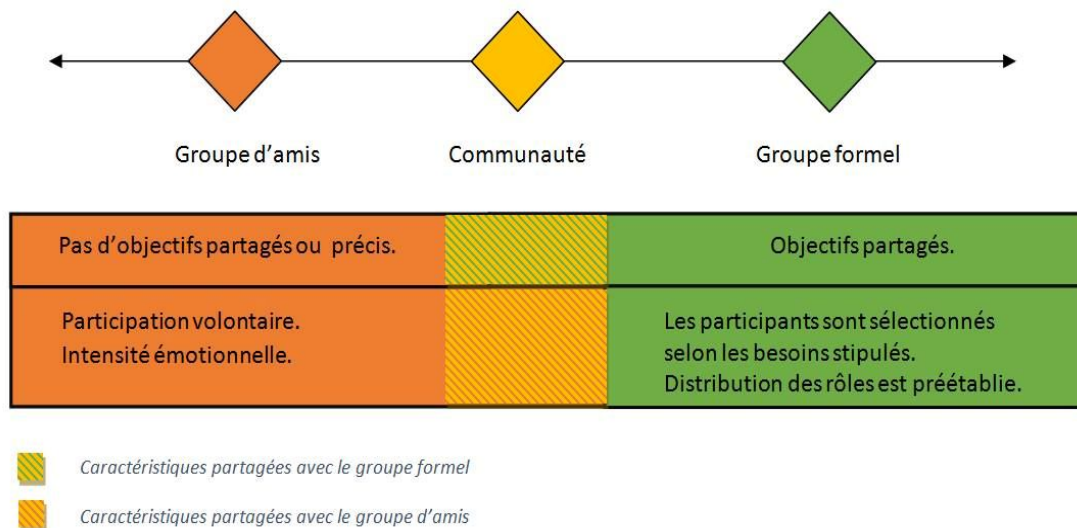 Groupe d'amis
Communauté
Groupe formel
Pas d'objectifs partagés ou précis.
Objectifs partagés.
Participation volontaire.
Intensité émotionnelle.
Les participants sont sélectionnés
selon les besoins stipulés.
Distribution des rôles est préétablie.
Caractéristiques partagées avec le groupe formel
Caractéristiques partagées avec le groupe d'amis